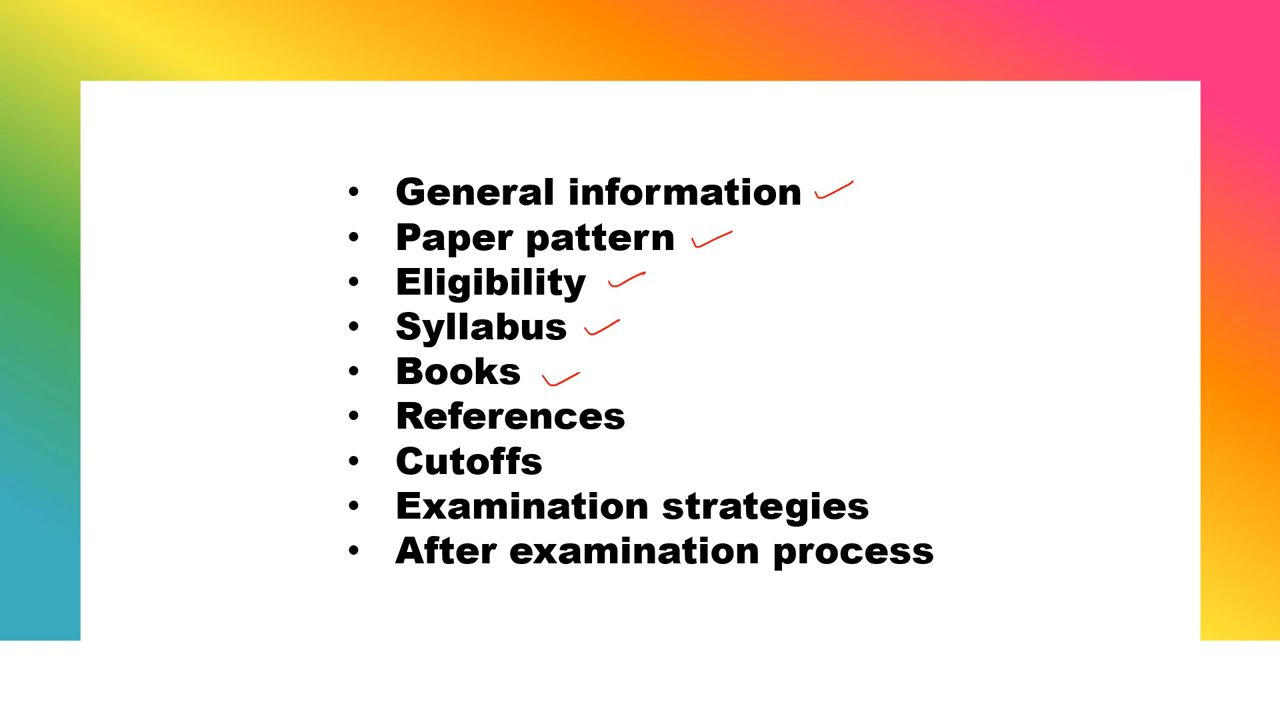 • General information
• Paper pattern
• Eligibility
• Syllabus
• Books
• References
• Cutoffs
• Examination strategies
• After examination process